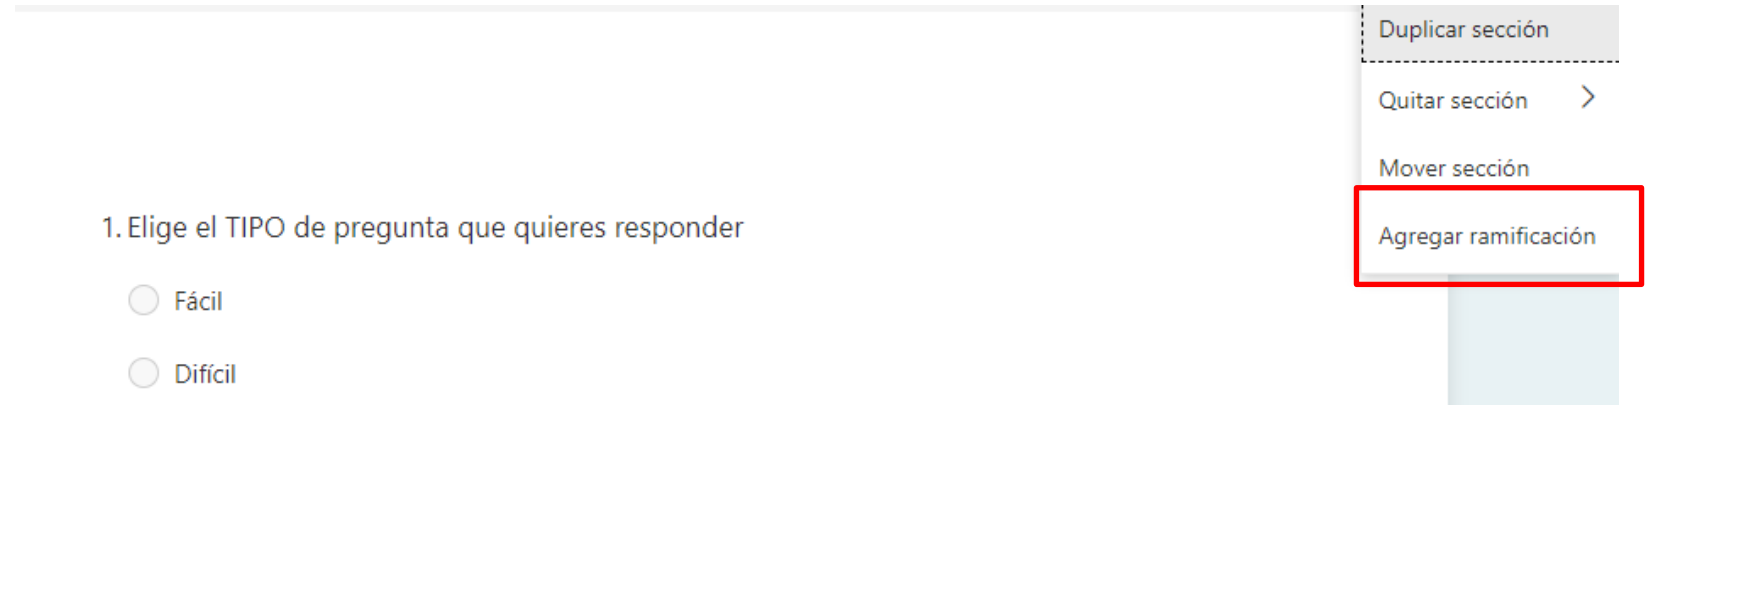 Duplicar sección
Quitar sección
Mover sección
Agregar ramificación
1. Elige el TIPO de pregunta que quieres responder
Fácil
Difícil